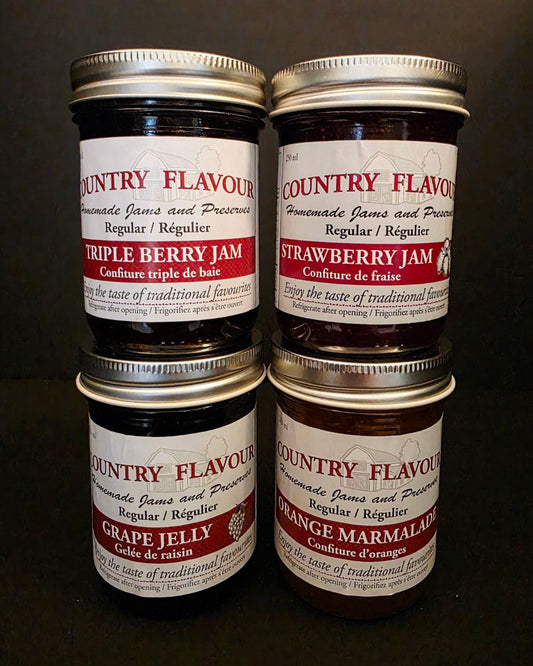 COUNTRY FLAVOUR
Homemade Jams and Preserves
Regular / Régulier
TRIPLE BERRY JAM
Confiture triple de baie
Enjoy the taste of traditional favourites
Refrigerate after opening / Frigorifiez après s'être ouvert
250 ml
COUNTRY FLAVOUR
Homemade Jams and Preserves
Regular / Régulier
STRAWBERRY JAM
Confiture de fraise
Enjoy the taste of traditional favourites
Refrigerate after opening / Frigorifiez après s'être ouvert
COUNTRY FLAVOUR
Homemade Jams and Preserves
Regular / Régulier
GRAPE JELLY
Gelée de raisin
Enjoy the taste of traditional favourites
Refrigerate after opening / Frigorifiez après s'être ouvert
COUNTRY FLAVOUR
Homemade Jams and Preserves
Regular / Régulier
ORANGE MARMALADE
Confiture d'oranges
Enjoy the taste of traditional favourites
Refrigerate after opening / Frigorifiez après s'être ouvert